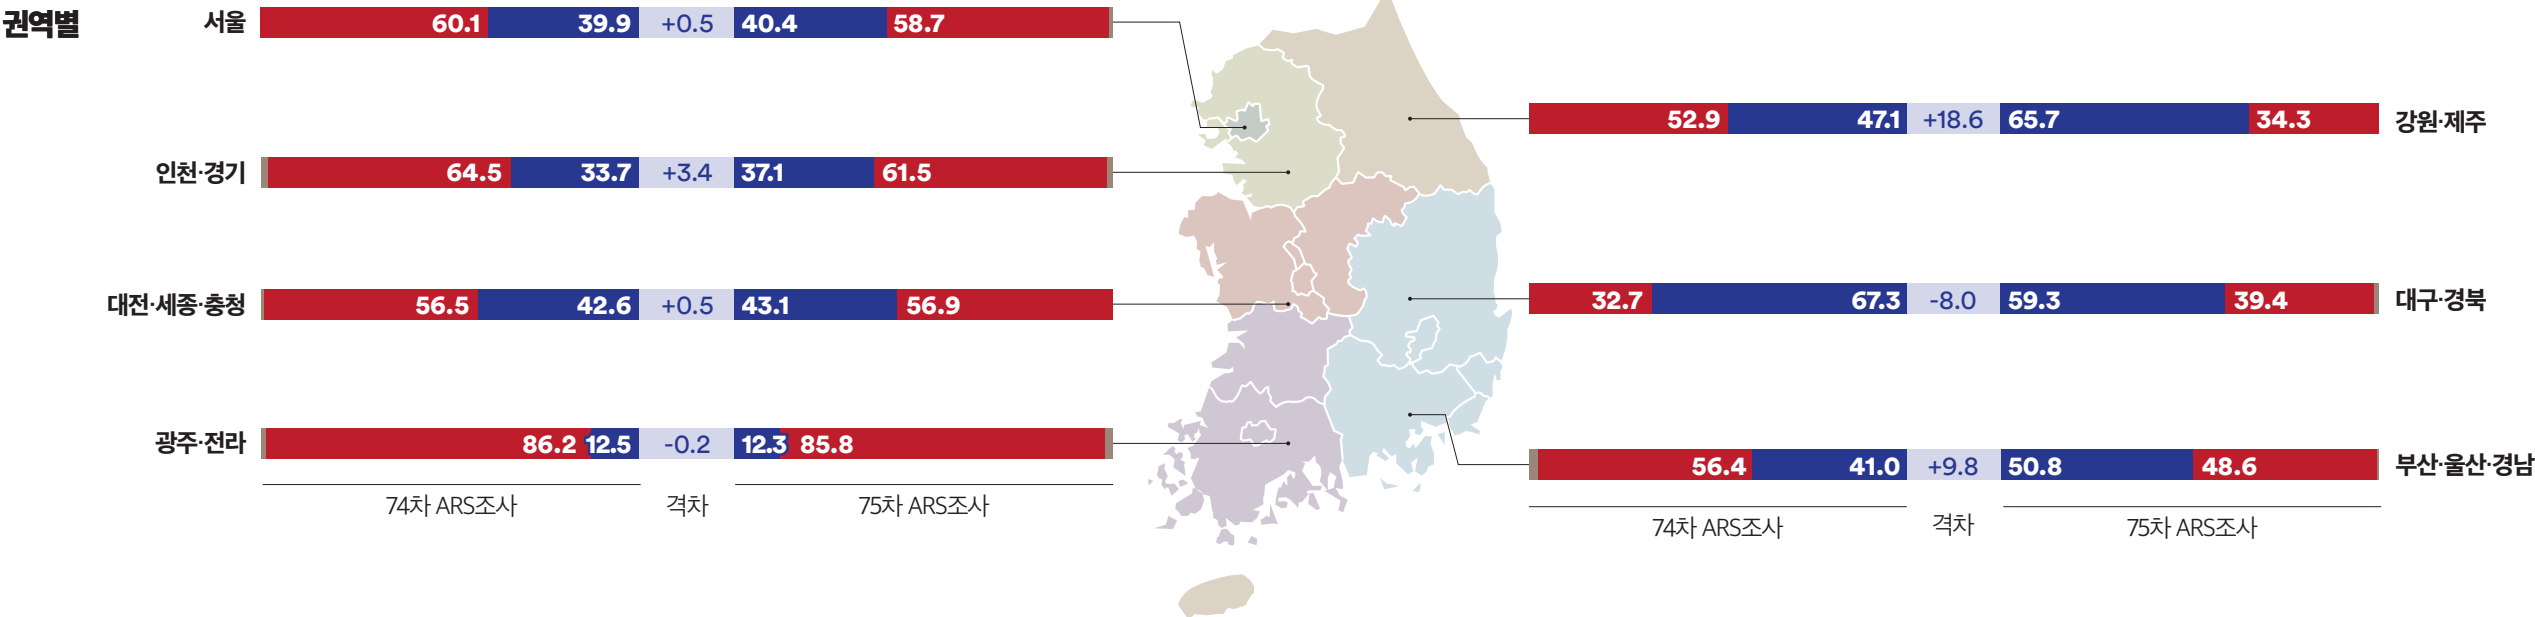 권역별
서울 60.1 39.9 +0.5 40.4 58.7
인천·경기 64.5 33.7 +3.4 37.1 61.5
대전·세종·충청 56.5 42.6 +0.5 43.1 56.9
광주·전라 86.2 12.5 -0.2 12.3 85.8
74차 ARS조사 격차 75차 ARS조사
52.9 47.1 +18.6 65.7 34.3 강원·제주
32.7 67.3 -8.0 59.3 39.4 대구·경북
56.4 41.0 +9.8 50.8 48.6 부산·울산·경남
74차 ARS조사 격차 75차 ARS조사